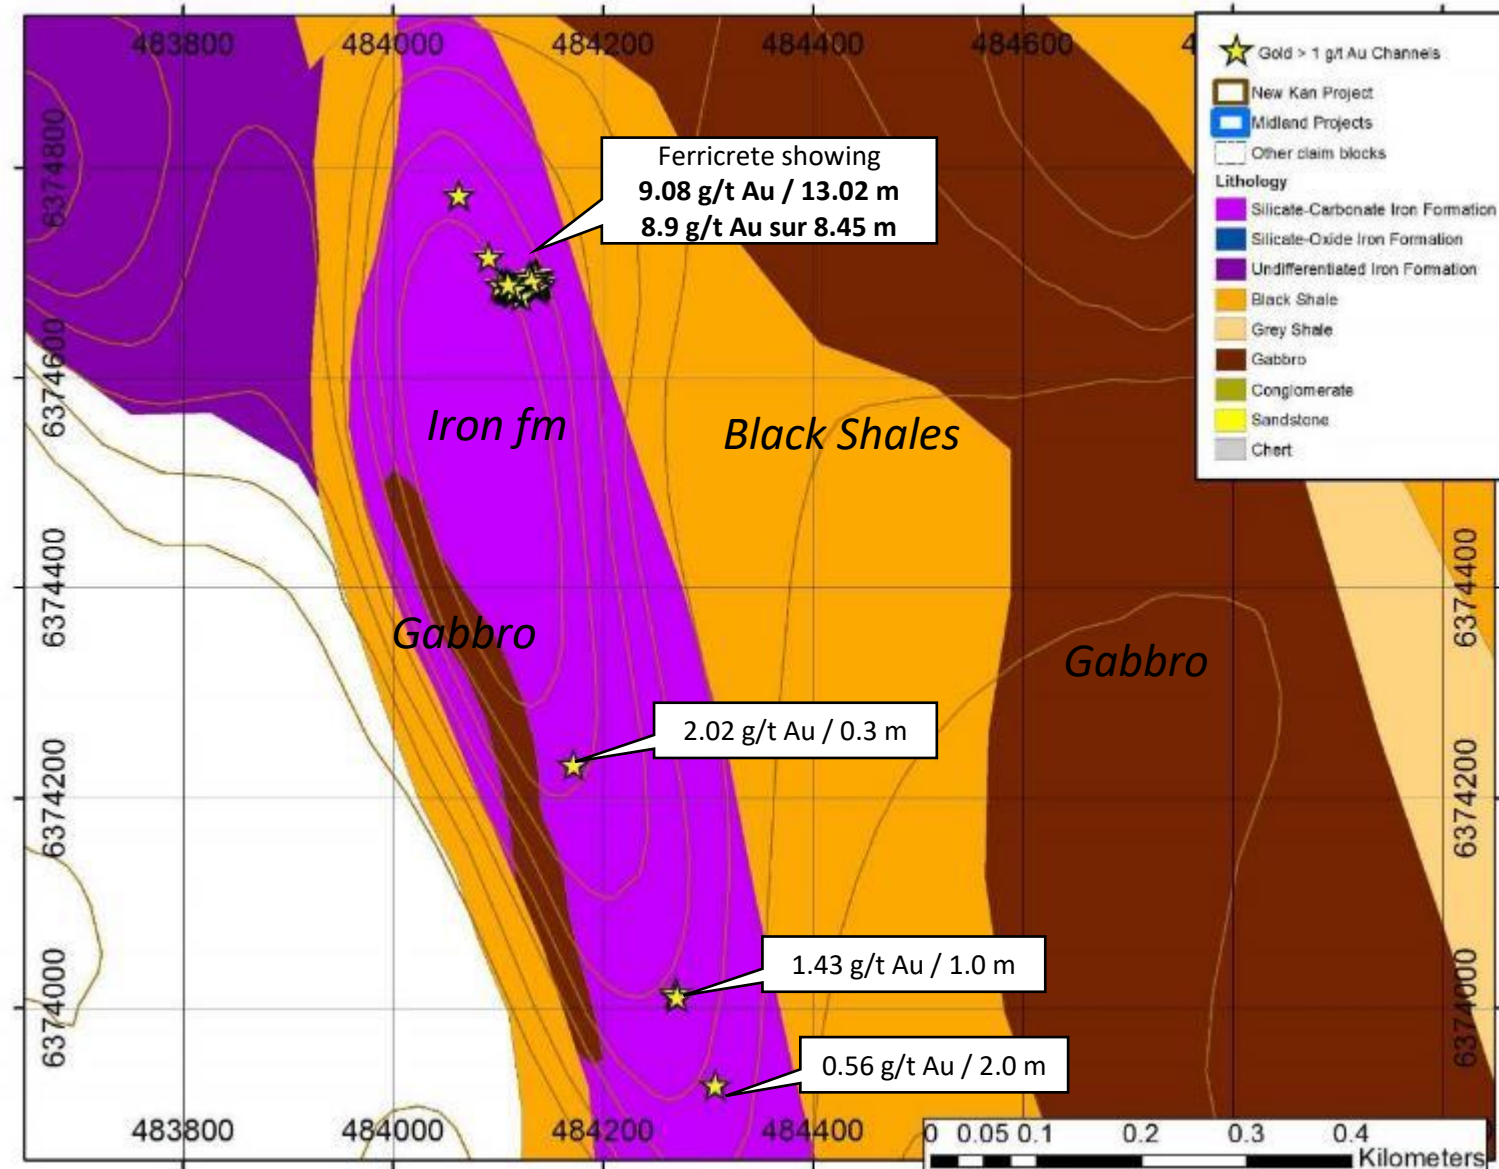 483800
484000
484200
484400
484600
4
Gold > 1 g/t Au Channels
New Kan Project
Midland Projects
Other claim blocks
Lithology
Silicate-Carbonate Iron Formation
Silicate-Oxide Iron Formation
Undifferentiated Iron Formation
Black Shale
Grey Shale
Gabbro
Conglomerate
Sandstone
Chert
6374800
Ferricrete showing
9.08 g/t Au / 13.02 m
8.9 g/t Au sur 8.45 m
6374600
Iron fm
Black Shales
6374400
6374400
Gabbro
Gabbro
2.02 g/t Au / 0.3 m
6374200
6374200
1.43 g/t Au / 1.0 m
6374000
6374000
0.56 g/t Au / 2.0 m
483800
484000
484200
484400
0 0.05 0.1 0.2 0.3 0.4
Kilometers